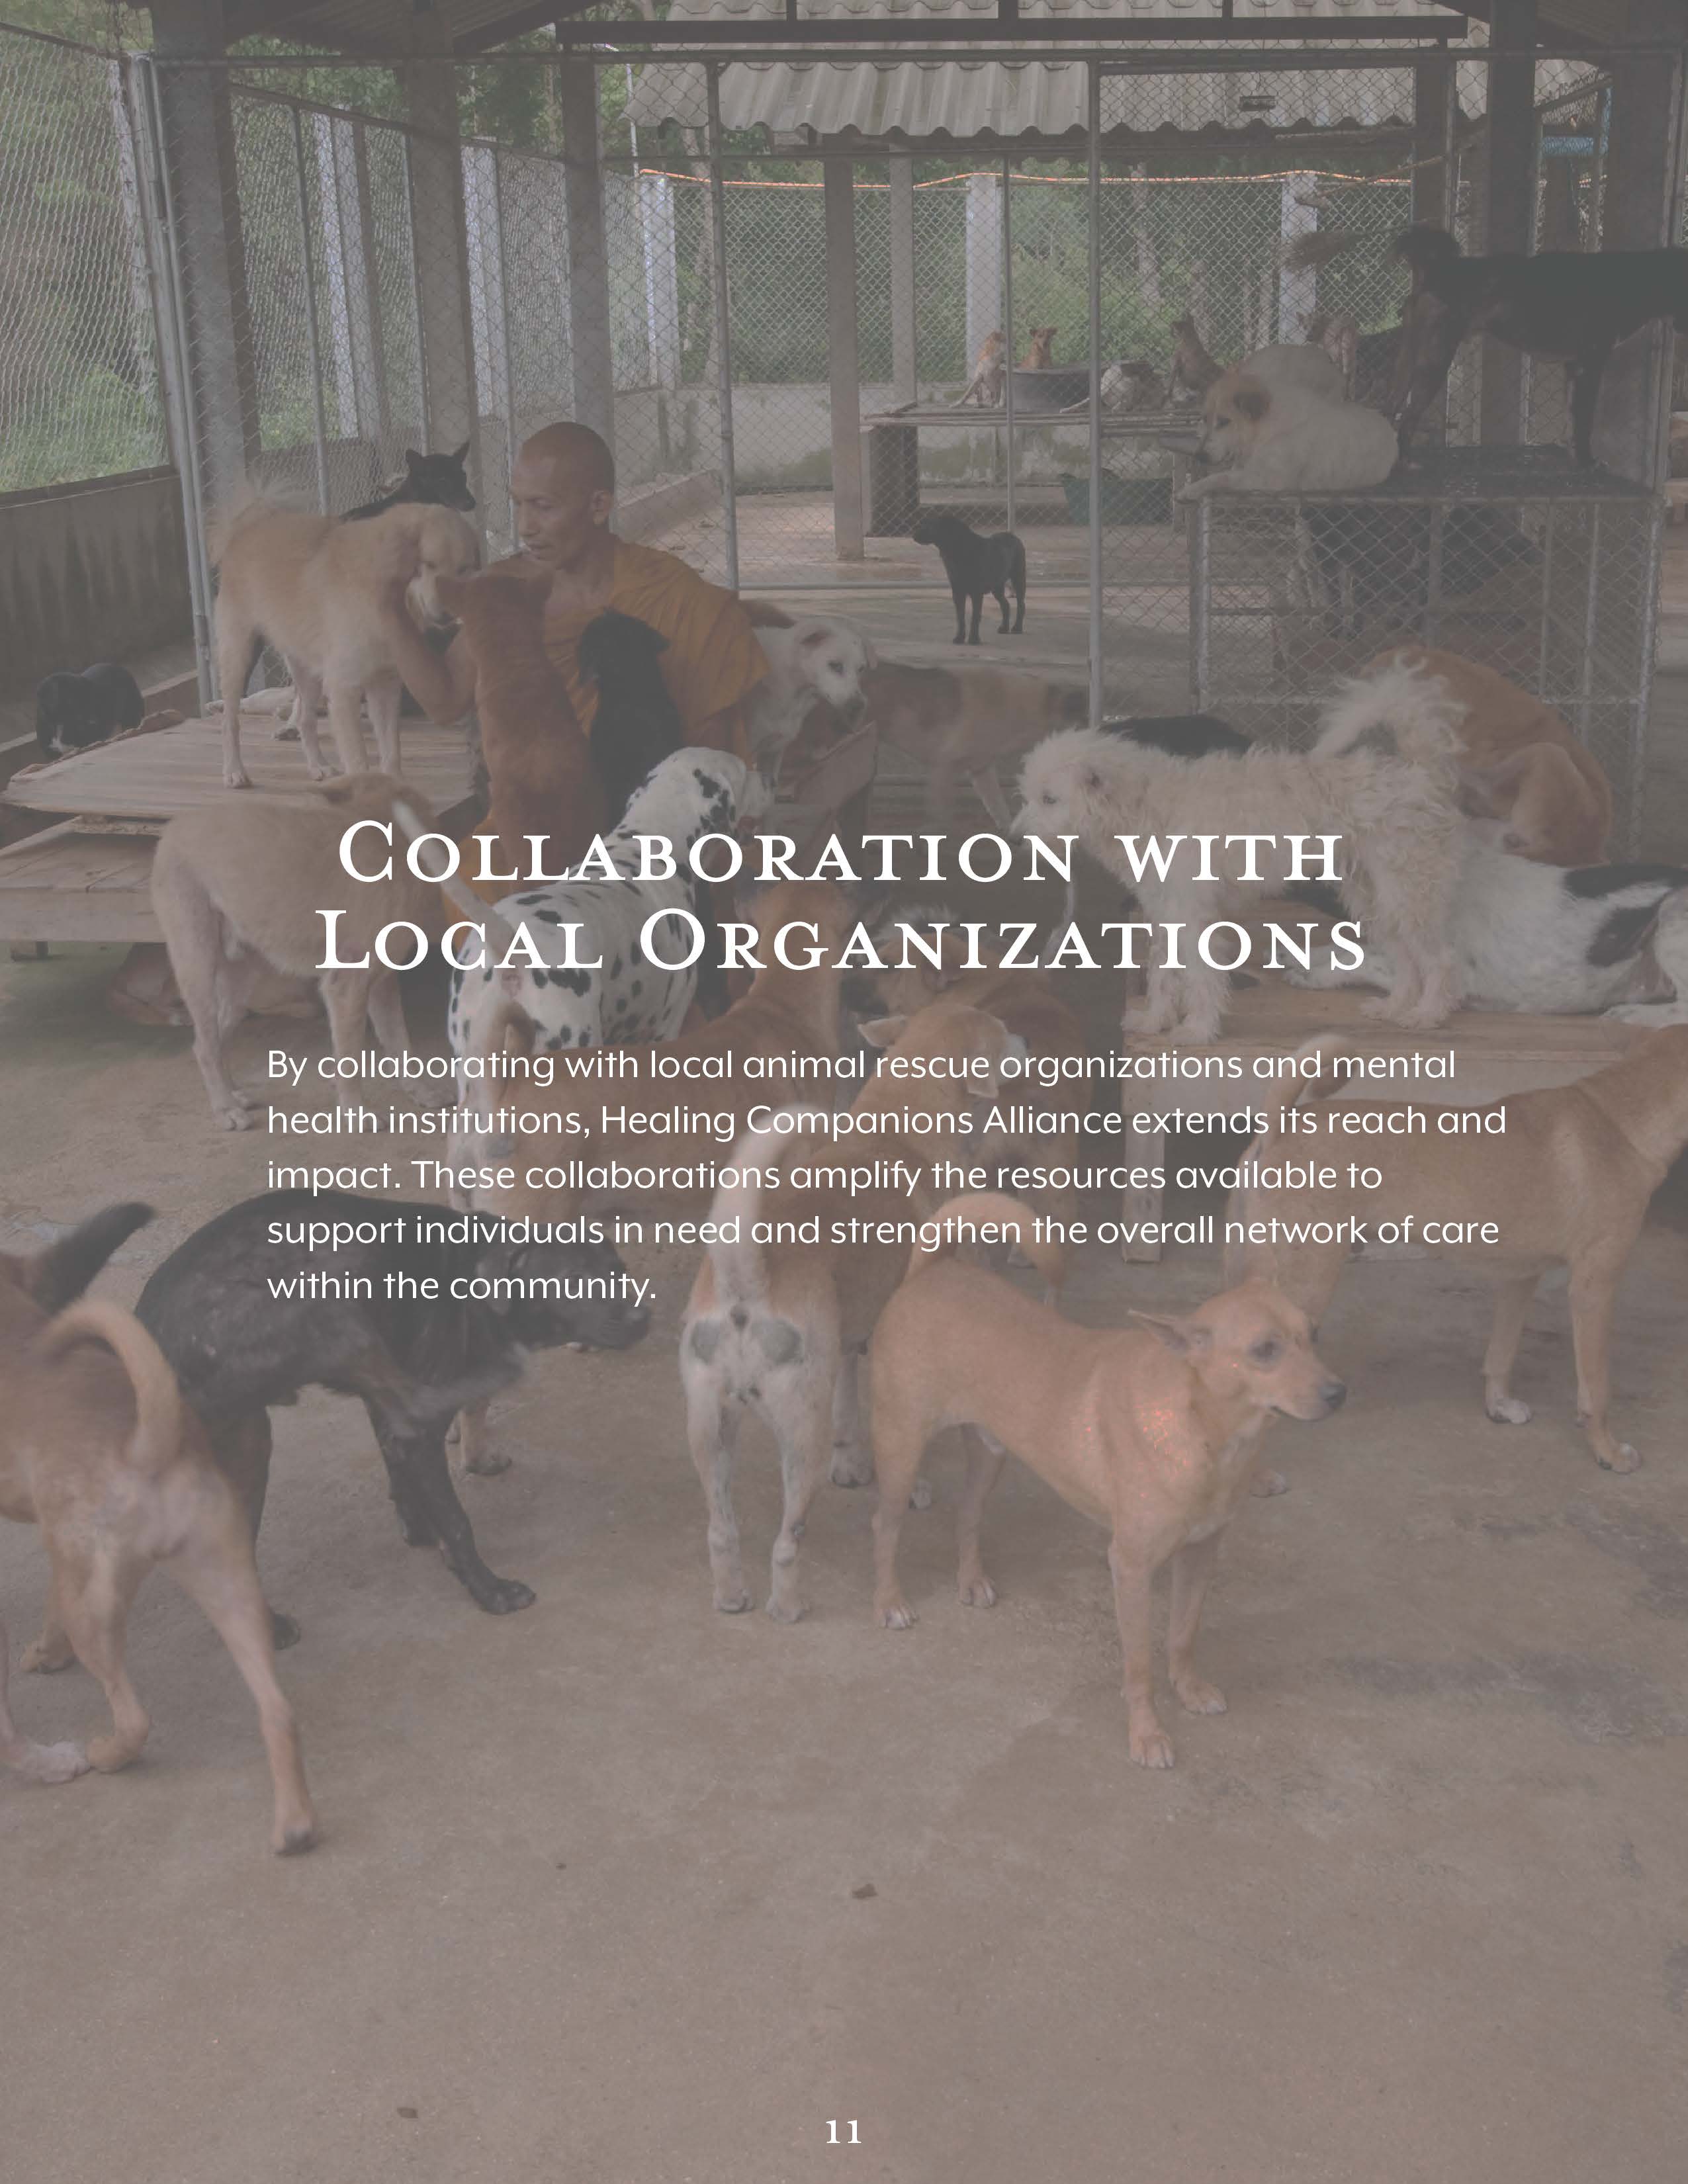 Collaboration with
Local Organizations
By collaborating with local animal rescue organizations and mental
health institutions, Healing Companions Alliance extends its reach and
impact. These collaborations amplify the resources available to
support individuals in need and strengthen the overall network of care
within the community.
11